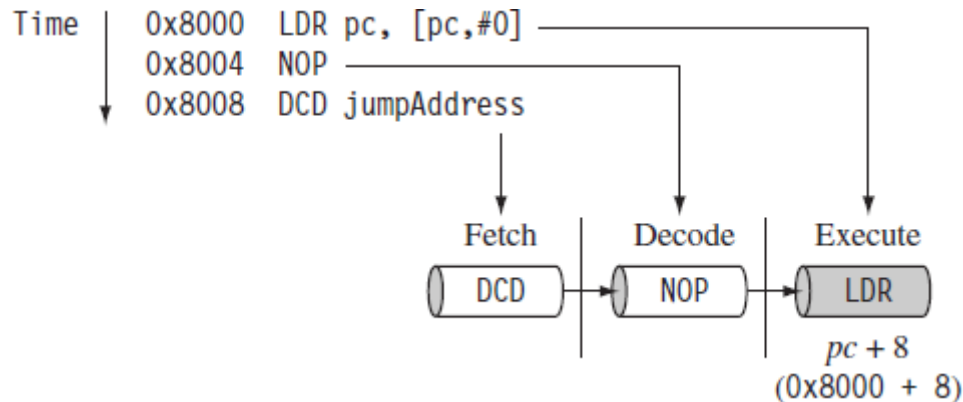 Time 0x8000 LDR pc, [pc,#0]
0x8004 NOP
0x8008 DCD jumpAddress
Fetch Decode Execute
DCD NOP LDR
pc + 8
(0x8000 + 8)